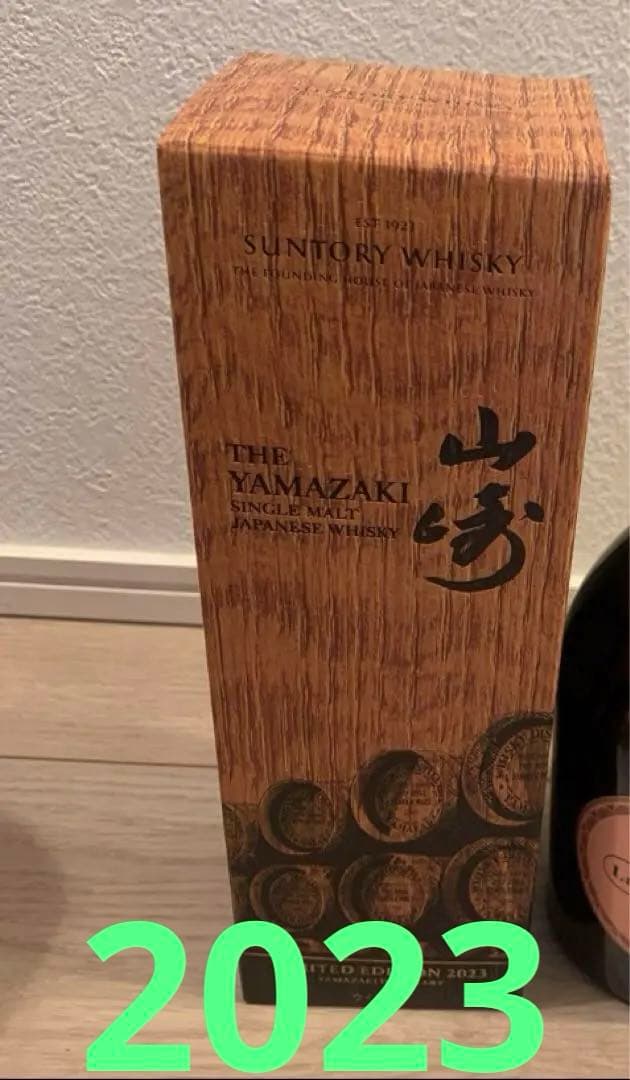 EST 1923
SUNTORY WHISKY
THE FOUNDING HOUSE OF JAPANESE WHISKY
THE
YAMAZAKI
SINGLE MALT
JAPANESE WHISKY
山崎
EDITION 2023
2023